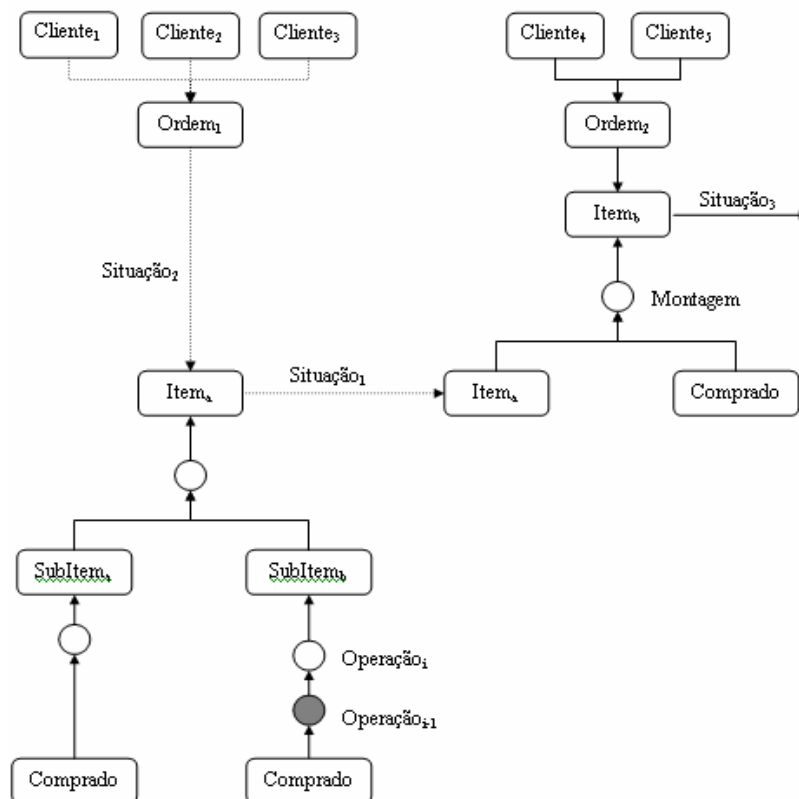 Cliente₁ Cliente₂ Cliente₃ Cliente₄ Cliente₅
Ordem₁ Ordem₂
Itemb Situação₃
Situação₂
Montagem
Itemₐ Situação₁ Itemₐ Comprado
SubItemₐ SubItemb
Operaçãoᵢ
Operaçãoᵢ₋₁
Comprado Comprado